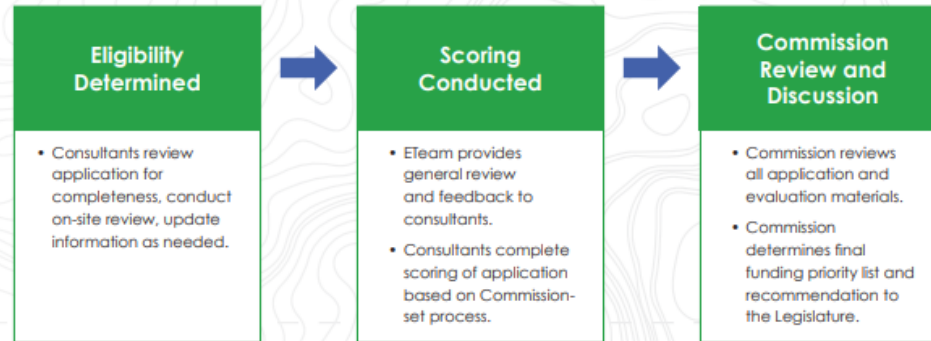 Eligibility
Determined
• Consultants review
application for
completeness, conduct
on-site review, update
information as needed.
Scoring
Conducted
• ETeam provides
general review
and feedback to
consultants.
• Consultants complete
scoring of application
based on Commission-
set process.
Commission
Review and
Discussion
• Commission reviews
all application and
evaluation materials.
• Commission
determines final
funding priority list and
recommendation to
the Legislature.